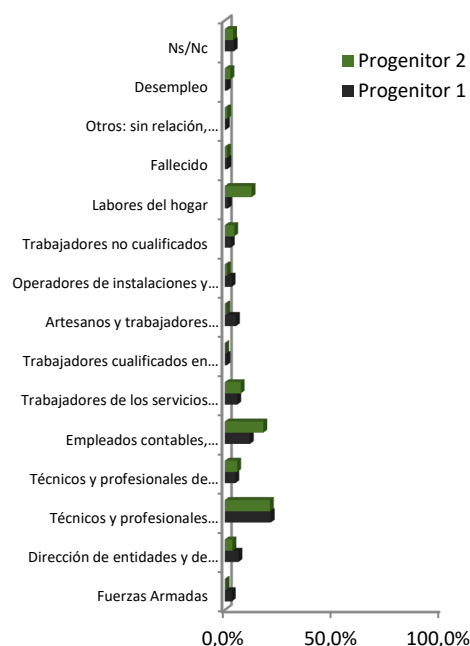 Ns/Nc
Desempleo
Otros: sin relación,...
Fallecido
Labores del hogar
Trabajadores no cualificados
Operadores de instalaciones y...
Artesanos y trabajadores...
Trabajadores cualificados en...
Trabajadores de los servicios...
Empleados contables,...
Técnicos y profesionales de...
Técnicos y profesionales...
Dirección de entidades y de...
Fuerzas Armadas
0,0%
50,0%
100,0%
Progenitor 2
Progenitor 1